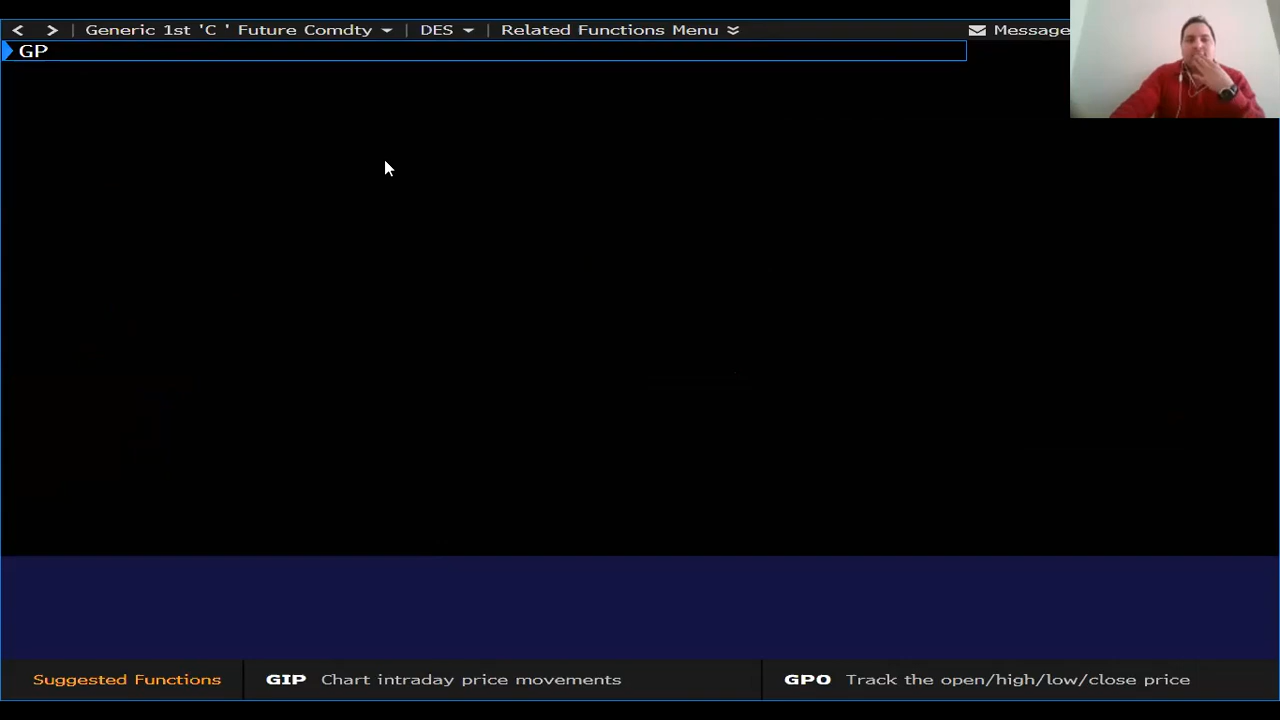 < > Generic 1st 'C ' Future Comdty DES Related Functions Menu Message
GP
Suggested Functions GIP Chart intraday price movements GPO Track the open/high/low/close price